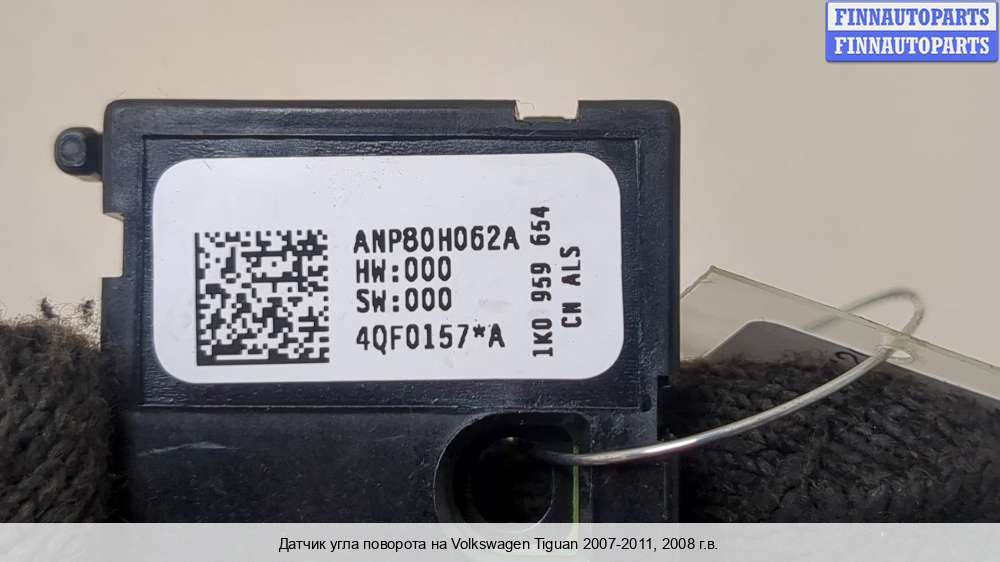 FINNAUTOPARTS
FINNAUTOPARTS
ANP80H062A
HW:000
SW:000
4QF0157*A
1K0 959 654
CN ALS
Датчик угла поворота на Volkswagen Tiguan 2007-2011, 2008 г.в.